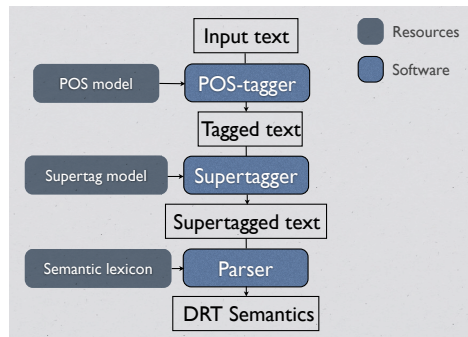 Input text
Resources
POS model
POS-tagger
Software
Tagged text
Supertag model
Supertagger
Supertagged text
Semantic lexicon
Parser
DRT Semantics